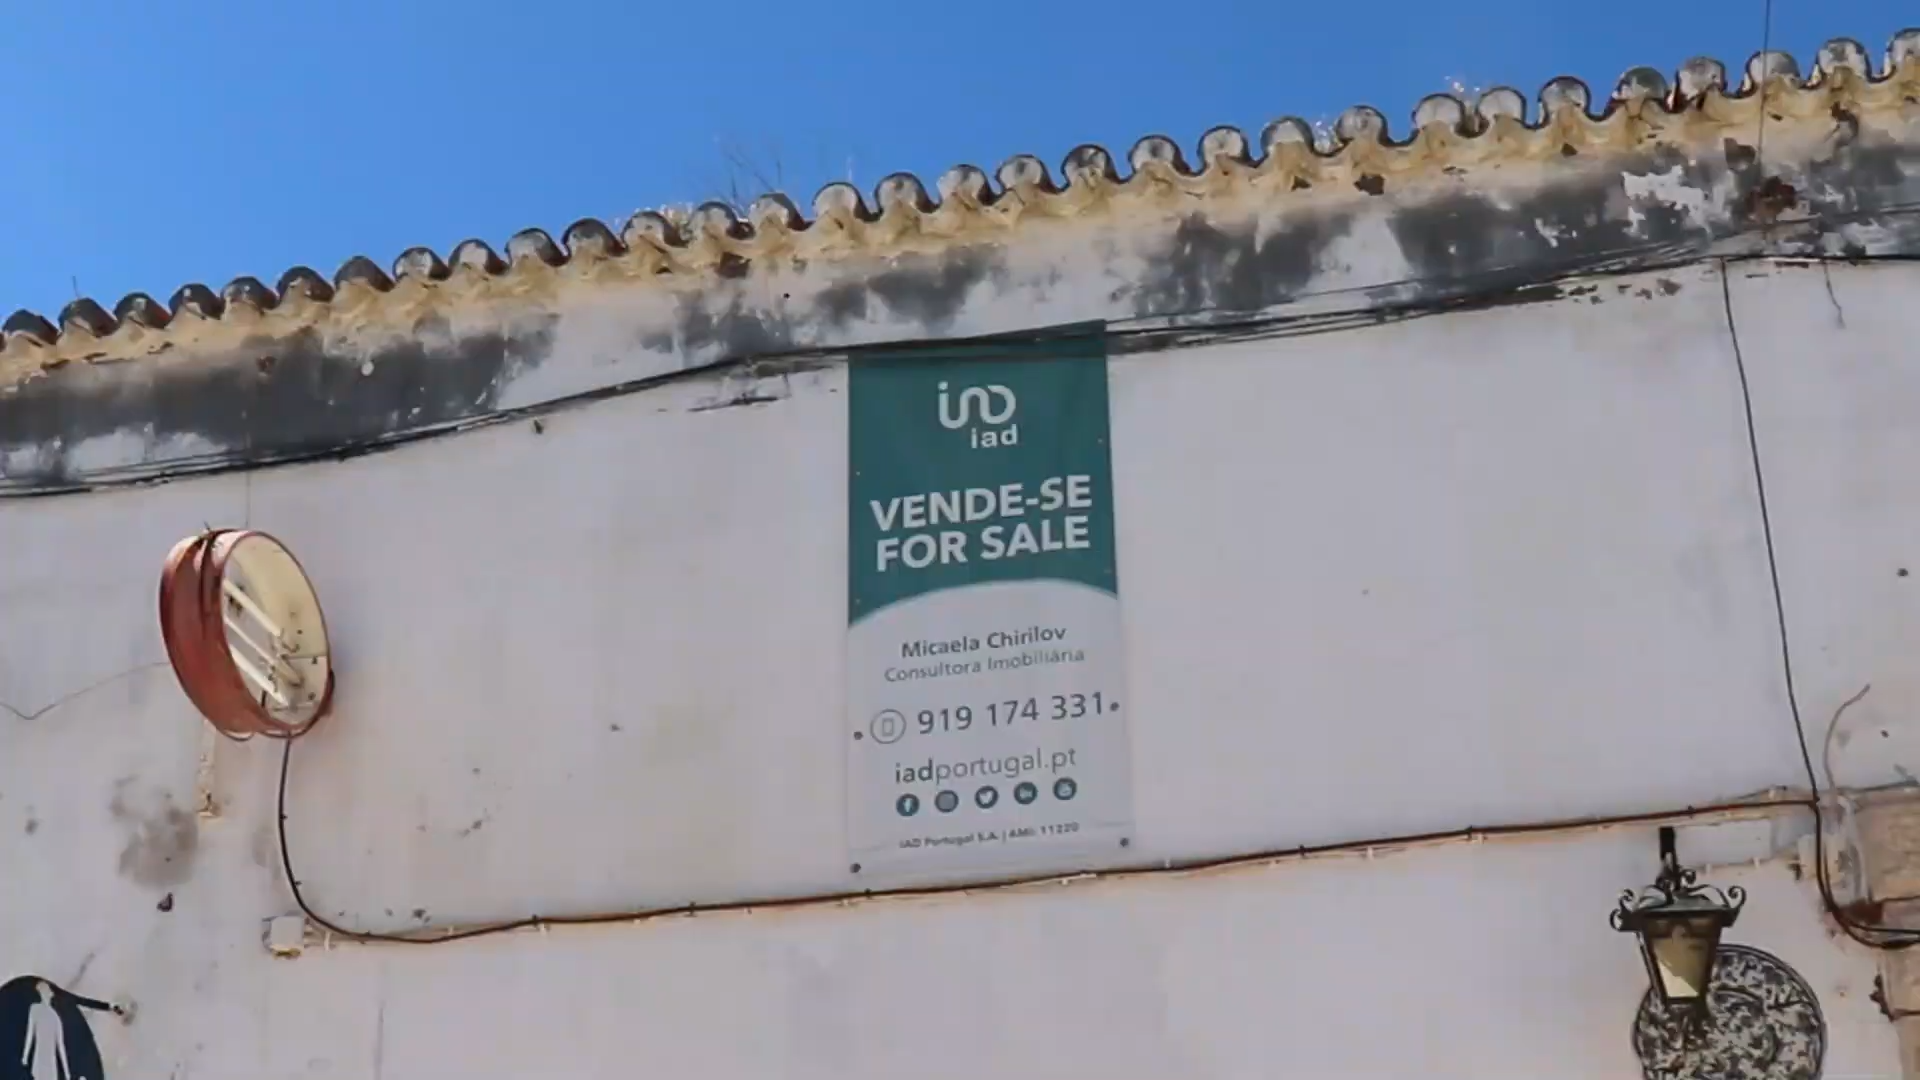 iad
VENDE-SE
FOR SALE
Micaela Chirilov
Consultora Imobiliária
919 174 331
iadportugal.pt
IAD Portugal S.A. | AMI: 11220